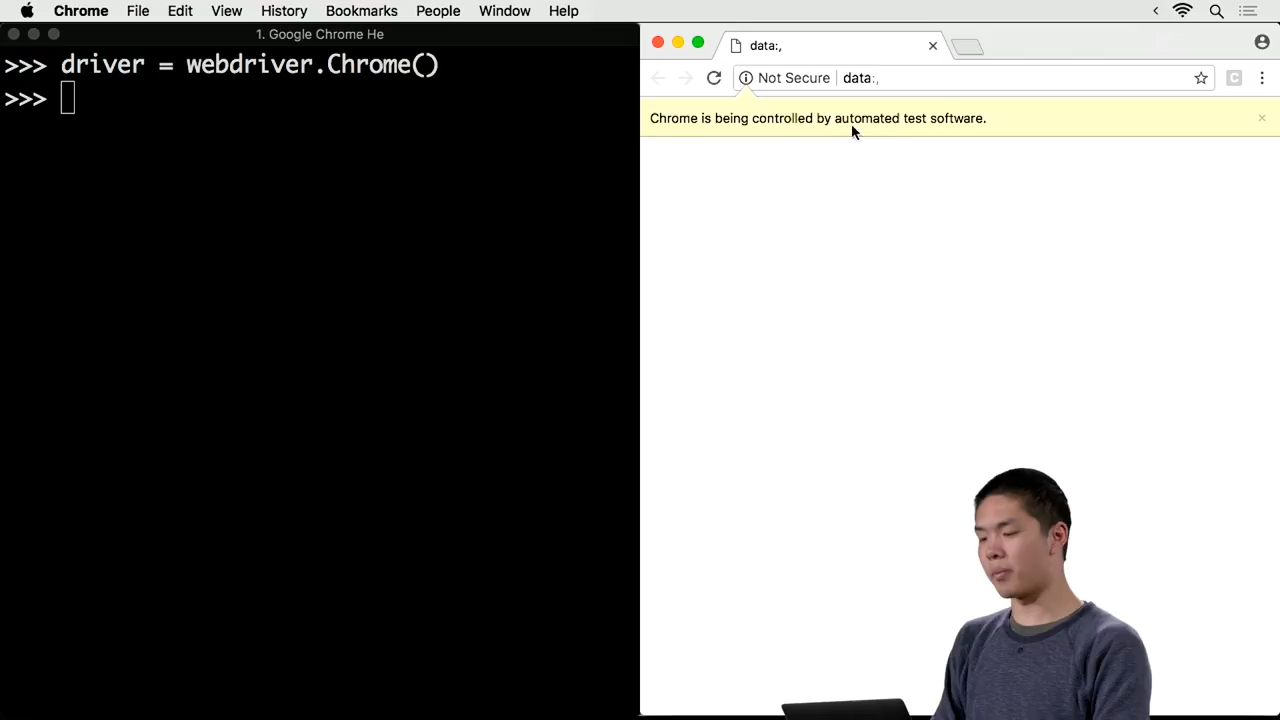 Chrome File Edit View History Bookmarks People Window Help
1. Google Chrome He
>>> driver = webdriver.Chrome()
>>>
data:,
Not Secure data:,
C
Chrome is being controlled by automated test software.